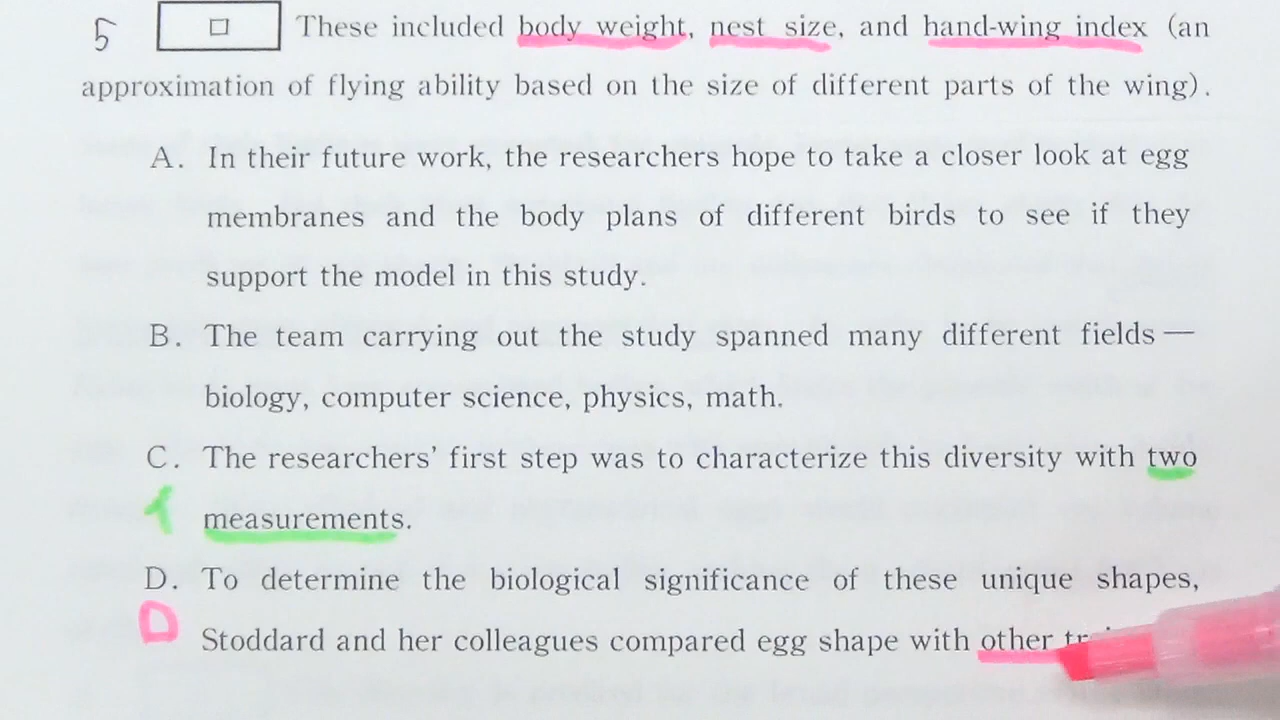 5 □ These included body weight, nest size, and hand-wing index (an
approximation of flying ability based on the size of different parts of the wing).
A. In their future work, the researchers hope to take a closer look at egg
membranes and the body plans of different birds to see if they
support the model in this study.
B. The team carrying out the study spanned many different fields—
biology, computer science, physics, math.
C. The researchers' first step was to characterize this diversity with two
measurements.
D. To determine the biological significance of these unique shapes,
□ Stoddard and her colleagues compared egg shape with other